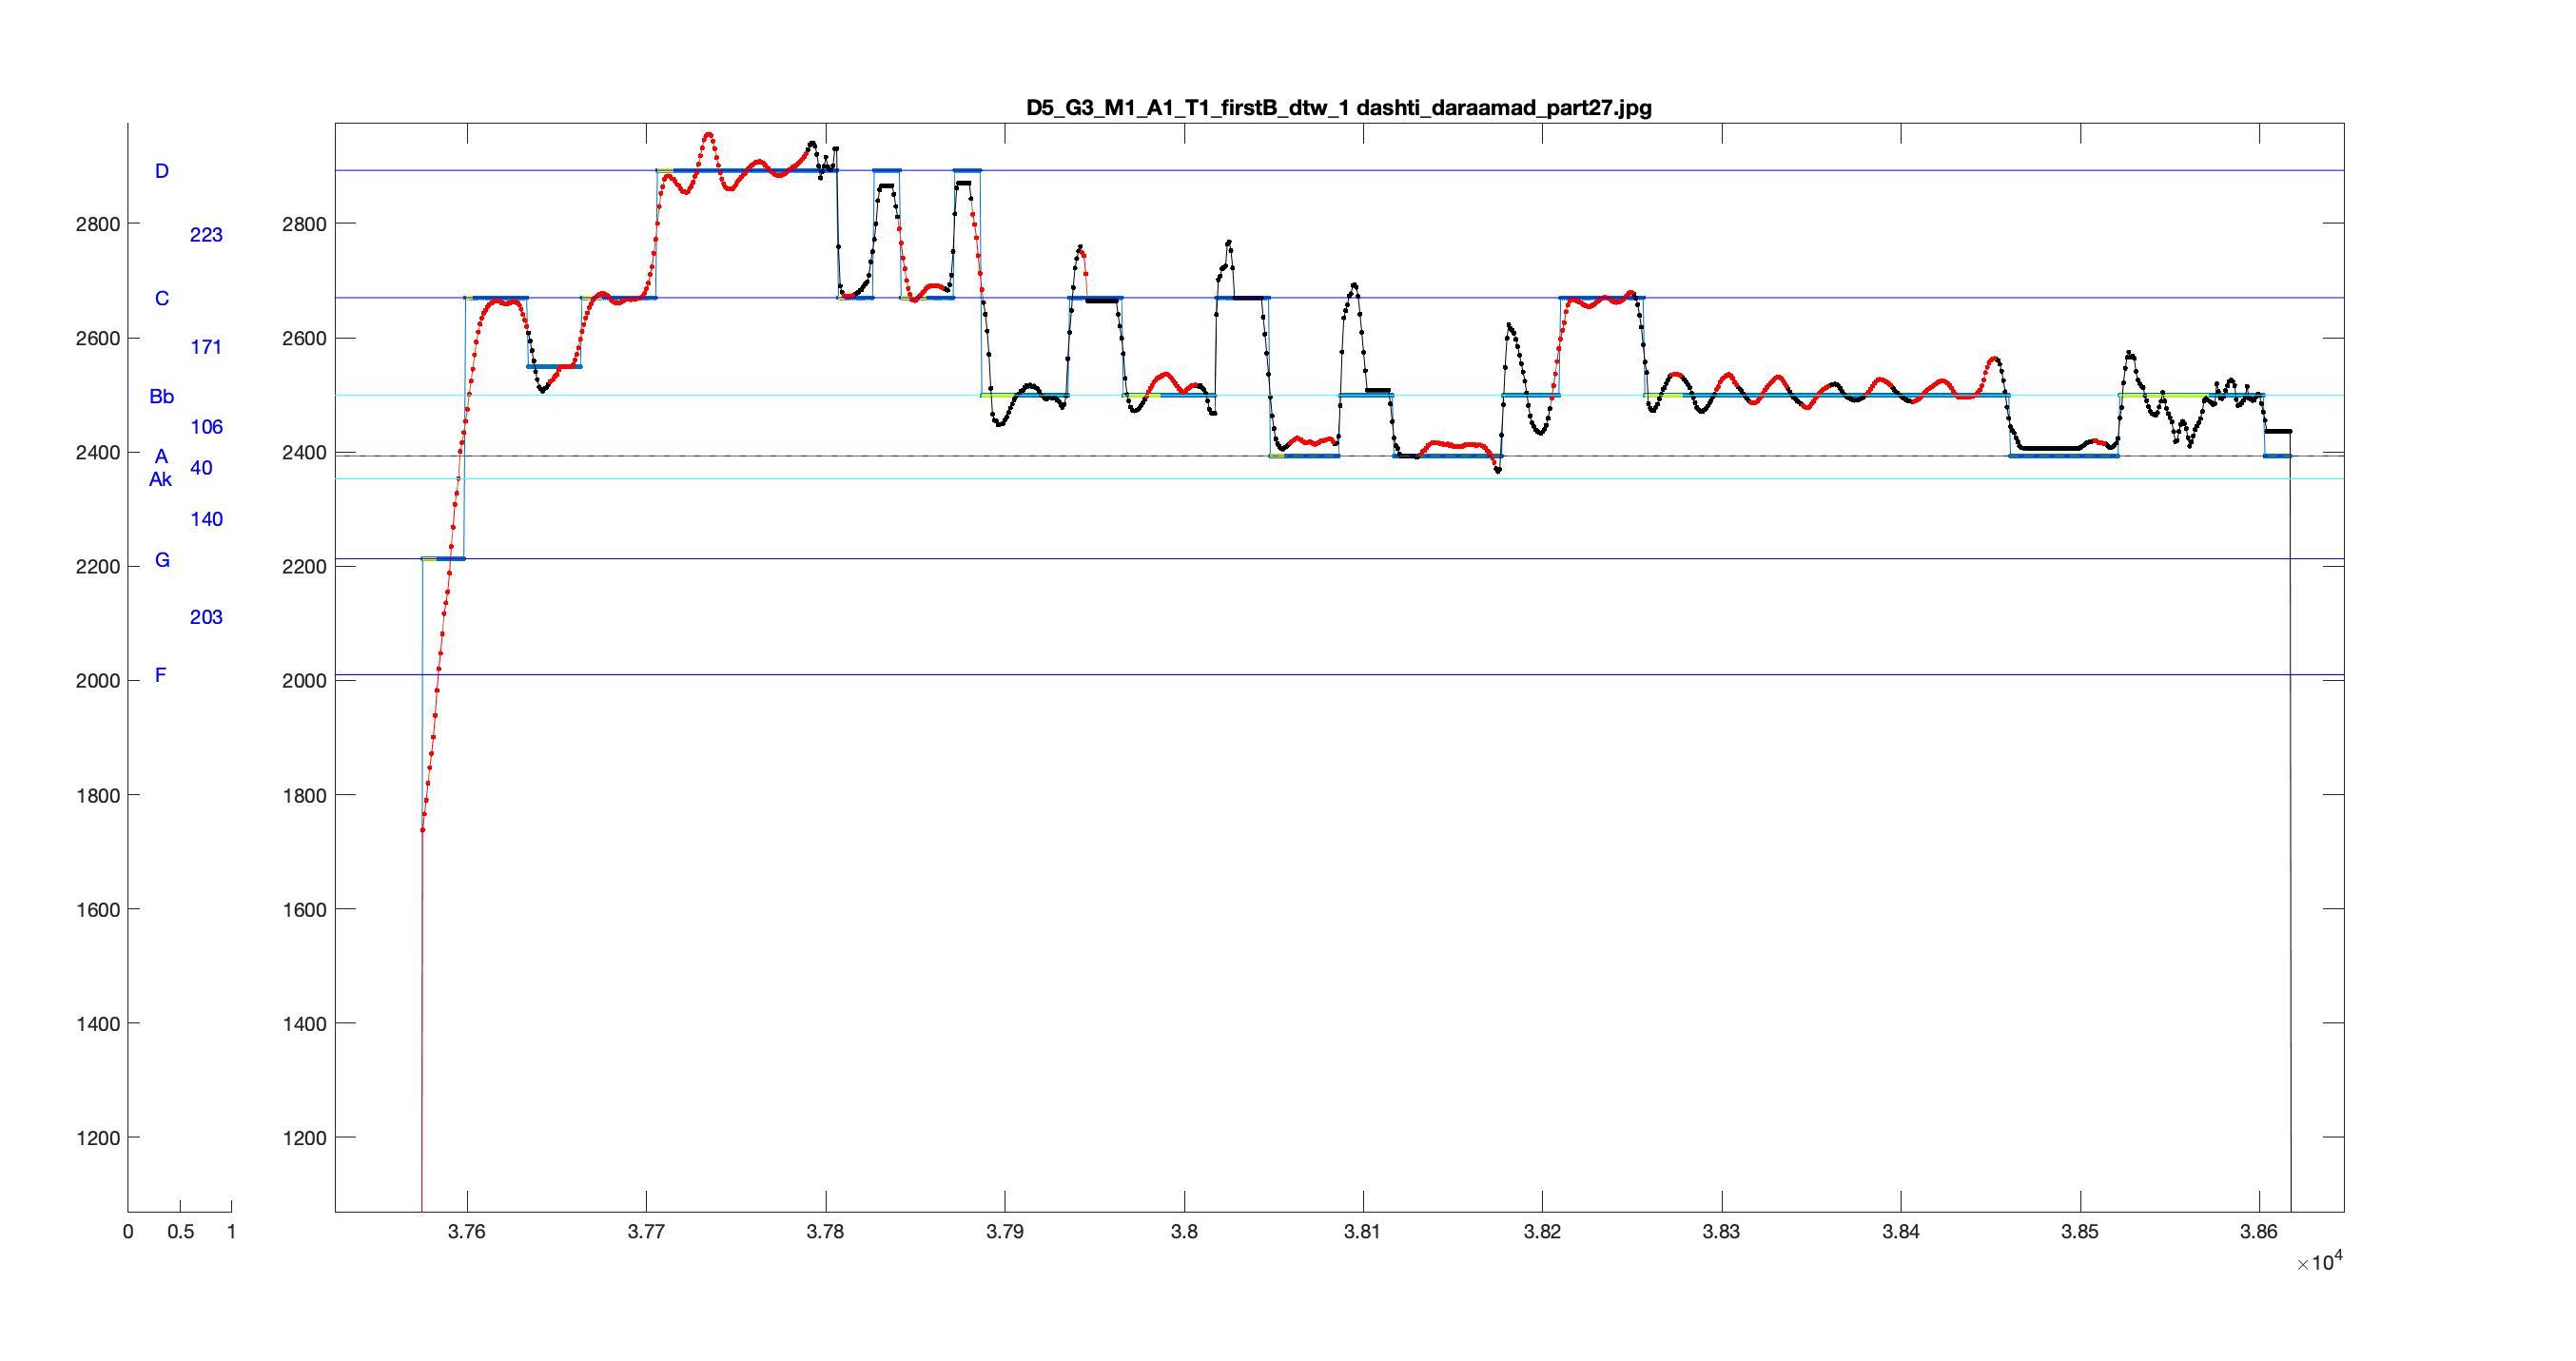 D5_G3_M1_A1_T1_firstB_dtw_1 dashti_daraamad_part27.jpg
D
2800
2800
223
C
2600
2600
171
Bb
106
2400
A
2400
40
Ak
140
G
2200
2200
203
F
2000
2000
1800
1800
1600
1600
1400
1400
1200
1200
0 0.5 1
3.76 3.77 3.78 3.79 3.8 3.81 3.82 3.83 3.84 3.85 3.86
×10^4